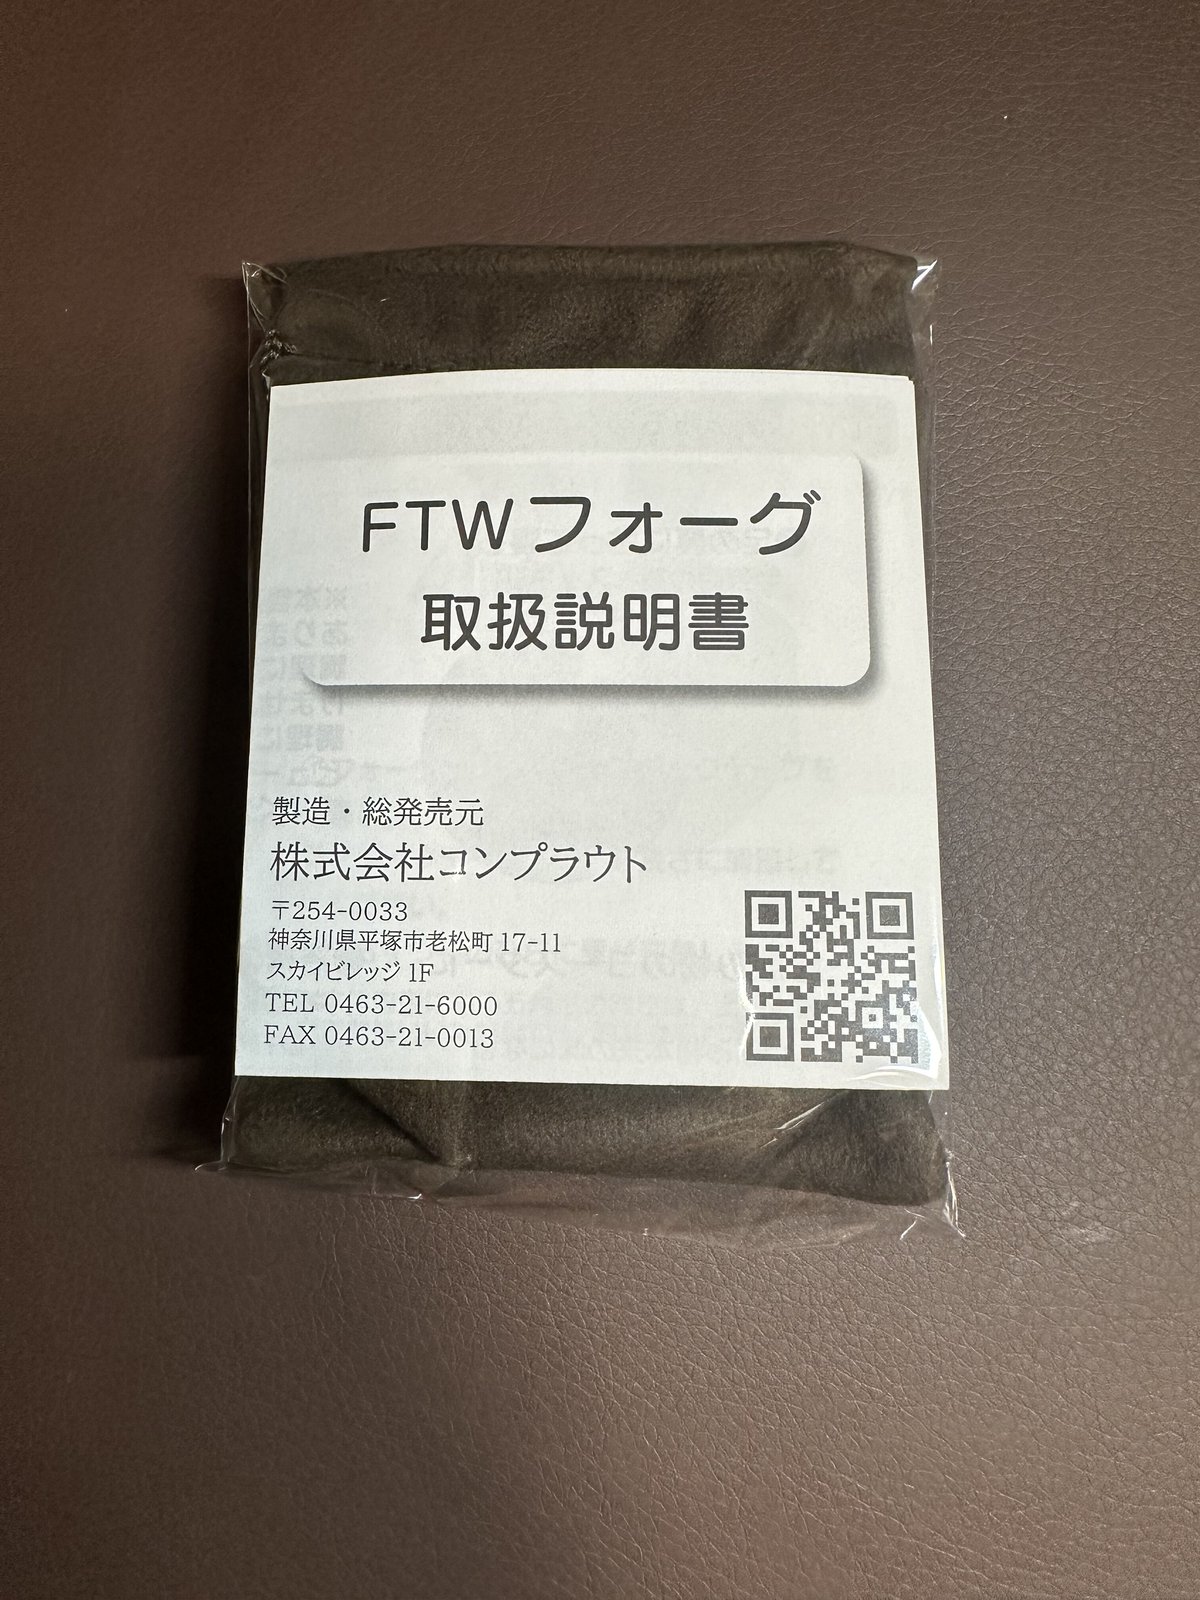 FTWフォーグ
取扱説明書
製造・総発売元
株式会社コンプラウト
〒254-0033
神奈川県平塚市老松町 17-11
スカイビレッジ 1F
TEL 0463-21-6000
FAX 0463-21-0013